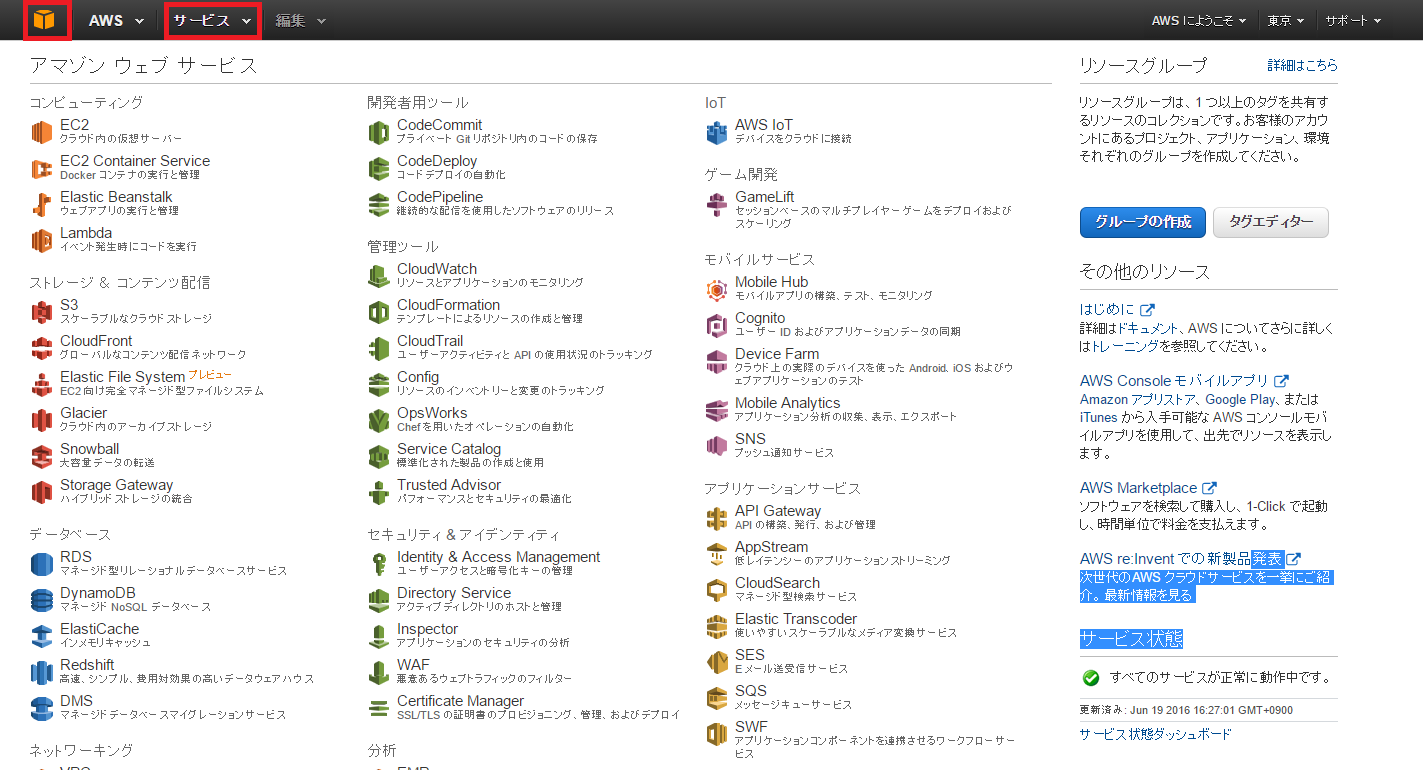 AWS サービス 編集 AWS にようこそ 東京 サポート
アマゾン ウェブ サービス
コンピューティング
EC2
クラウド内の仮想サーバー
EC2 Container Service
Docker コンテナの実行と管理
Elastic Beanstalk
ウェブアプリの実行と管理
Lambda
イベント発生時にコードを実行
ストレージ & コンテンツ配信
S3
スケーラブルなクラウドストレージ
CloudFront
グローバルなコンテンツ配信ネットワーク
Elastic File System プレビュー
EC2 向け完全マネージド型ファイルシステム
Glacier
クラウド内のアーカイブストレージ
Snowball
大容量データの転送
Storage Gateway
ハイブリッドストレージの統合
データベース
RDS
マネージド型リレーショナルデータベースサービス
DynamoDB
マネージド NoSQL データベース
ElastiCache
インメモリキャッシュ
Redshift
高速、シンプル、費用対効果の高いデータウェアハウス
DMS
マネージドデータベースマイグレーションサービス
ネットワーキング
開発者用ツール
CodeCommit
プライベート Git リポジトリ内のコードの保存
CodeDeploy
コードデプロイの自動化
CodePipeline
継続的な配信を使用したソフトウェアのリリース
管理ツール
CloudWatch
リソースとアプリケーションのモニタリング
CloudFormation
テンプレートによるリソースの作成と管理
CloudTrail
ユーザーアクティビティと API の使用状況のトラッキング
Config
リソースのインベントリーと変更のトラッキング
OpsWorks
Chef を用いたオペレーションの自動化
Service Catalog
標準化された製品の作成と使用
Trusted Advisor
パフォーマンスとセキュリティの最適化
セキュリティ & アイデンティティ
Identity & Access Management
ユーザーアクセスと暗号化キーの管理
Directory Service
アクティブディレクトリのホストと管理
Inspector
アプリケーションのセキュリティの分析
WAF
悪意あるウェブトラフィックのフィルター
Certificate Manager
SSL/TLS の証明書のプロビジョニング、管理、およびデプロイ
分析
IoT
AWS IoT
デバイスをクラウドに接続
ゲーム開発
GameLift
セッションベースのマルチプレイヤーゲームをデプロイおよび
スケーリング
モバイルサービス
Mobile Hub
モバイルアプリの構築、テスト、モニタリング
Cognito
ユーザー ID およびアプリケーションデータの同期
Device Farm
クラウド上の実際のデバイスを使った Android、iOS およびウ
ェブアプリケーションのテスト
Mobile Analytics
アプリケーション分析の収集、表示、エクスポート
SNS
プッシュ通知サービス
アプリケーションサービス
API Gateway
API の構築、発行、および管理
AppStream
低レイテンシーのアプリケーションストリーミング
CloudSearch
マネージド型検索サービス
Elastic Transcoder
使いやすいスケーラブルなメディア変換サービス
SES
E メール送受信サービス
SQS
メッセージキューサービス
SWF
アプリケーションコンポーネントを連携させるワークフローサー
ビス
リソースグループ 詳細はこちら
リソースグループは、1 つ以上のタグを共有す
るリソースのコレクションです。お客様のアカウ
ントにあるプロジェクト、アプリケーション、環境
それぞれのグループを作成してください。
グループの作成 タグエディター
その他のリソース
はじめに
詳細はドキュメント、AWS についてさらに詳しく
はトレーニングを参照してください。
AWS Console モバイルアプリ
Amazon アプリストア、Google Play、または
iTunes から入手可能な AWS コンソールモバ
イルアプリを使用して、出先でリソースを表示し
ます。
AWS Marketplace
ソフトウェアを検索して購入し、1-Click で起動
し、時間単位で料金を支払えます。
AWS re:Invent での新製品発表
次世代のAWS クラウドサービスを一挙にご紹
介。最新情報を見る
サービス状態
すべてのサービスが正常に動作中です。
更新済み: Jun 19 2016 16:27:01 GMT+0900
サービス状態ダッシュボード